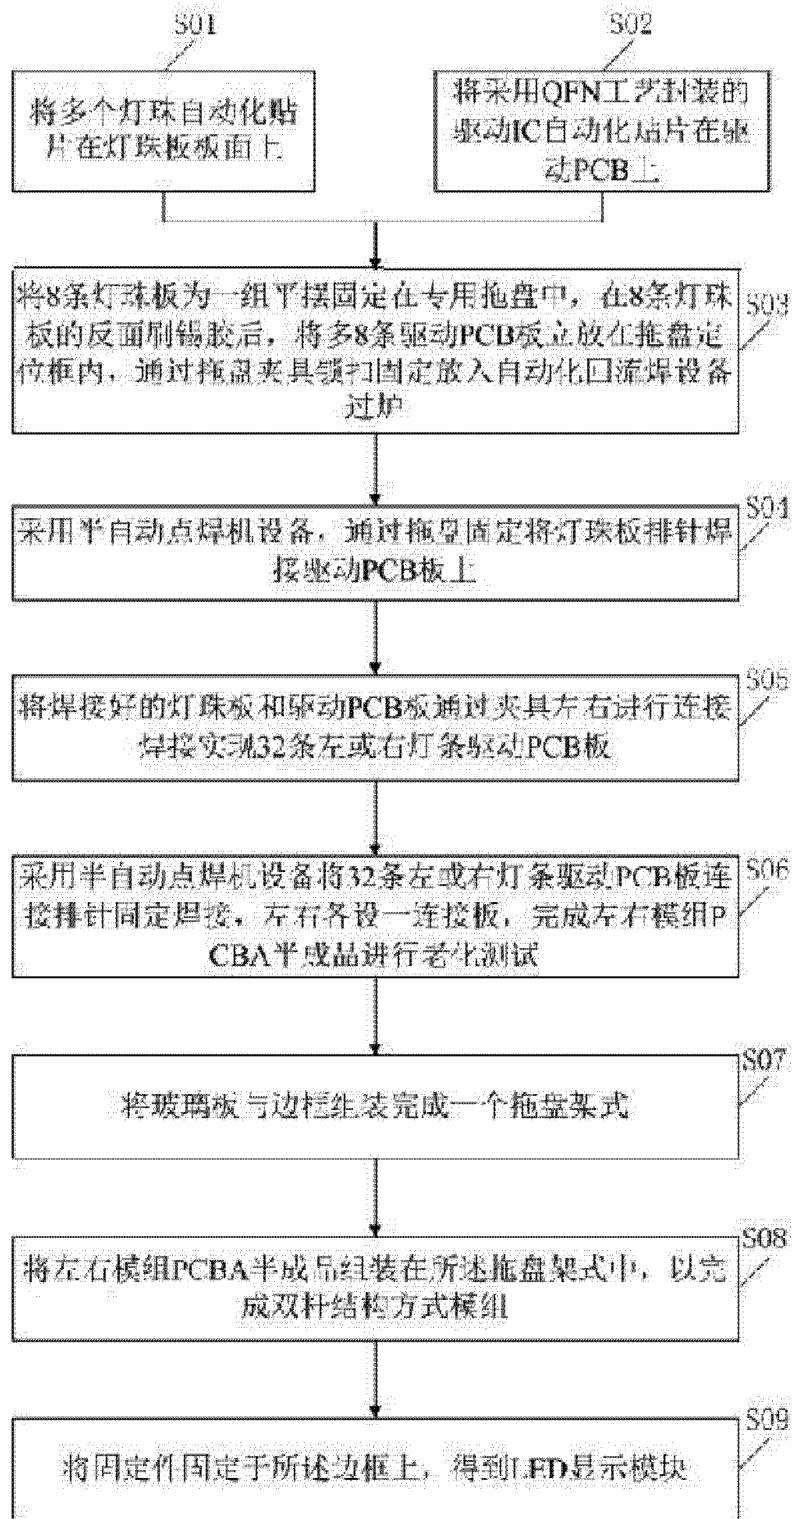 S01
S02
将多个灯珠自动化贴
片在灯珠板板面上
将采用QFN工艺封装的
驱动IC自动化贴片在驱
动PCB上
S03
将8条灯珠板为一组平摆固定在专用拖盘中，在8条灯珠
板的反面刷锡胶后，将多8条驱动PCB板立放在拖盘定
位框内，通过拖盘夹具锁扣固定放入自动化回流焊设备
过炉
S04
采用半自动点焊机设备，通过拖盘固定将灯珠板排针焊
接驱动PCB板上
S05
将焊接好的灯珠板和驱动PCB板通过夹具左右进行连接
焊接实现32条左或右灯条驱动PCB板
S06
采用半自动点焊机设备将32条左或右灯条驱动PCB板连
接排针固定焊接，左右各设一连接板，完成左右模组P
CBA半成品进行老化测试
S07
将玻璃板与边框组装完成一个拖盘架式
S08
将左右模组PCBA半成品组装在所述拖盘架式中，以完
成双杆结构方式模组
S09
将固定件固定于所述边框上，得到LED显示模块